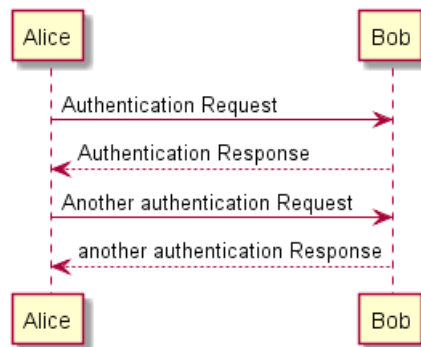 Alice Bob
Authentication Request
Authentication Response
Another authentication Request
another authentication Response
Alice Bob